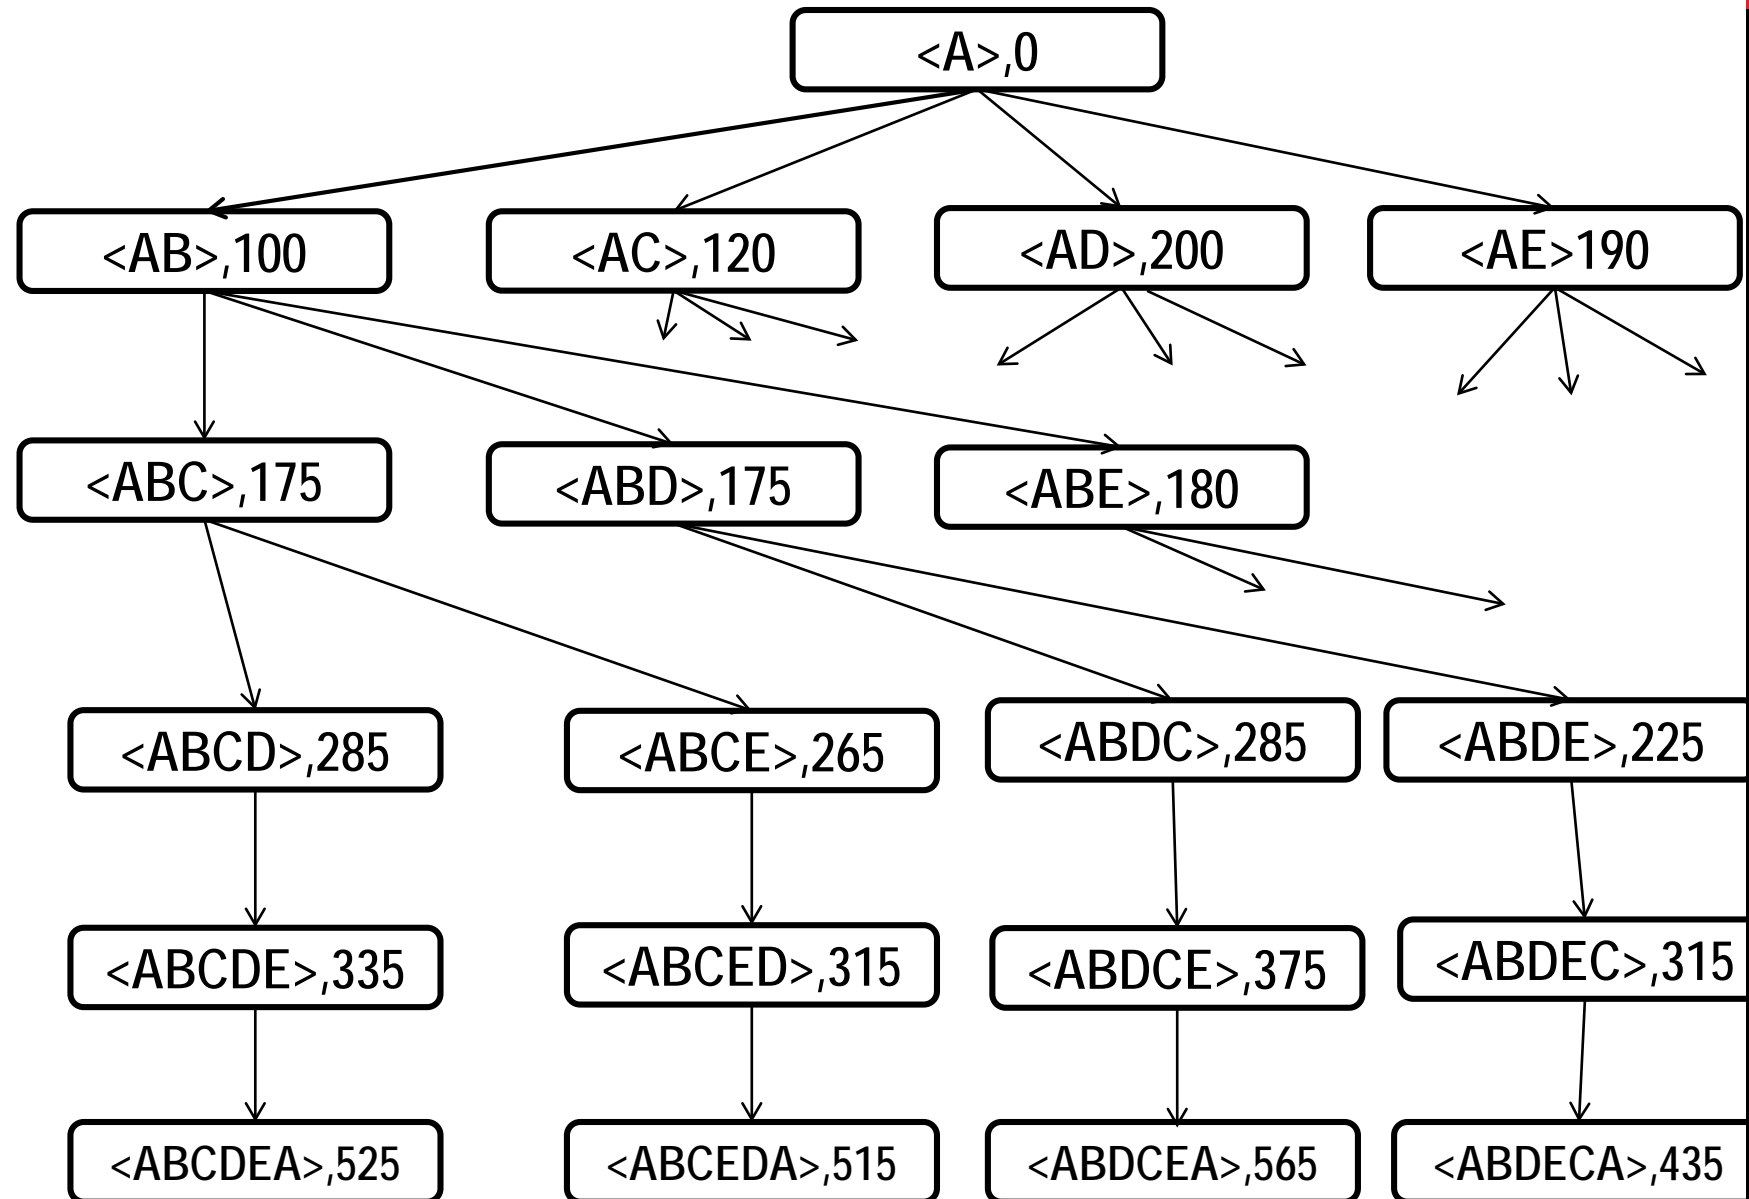 <A>,0
<AB>,100
<AC>,120
<AD>,200
<AE>190
<ABC>,175
<ABD>,175
<ABE>,180
<ABCD>,285
<ABCE>,265
<ABDC>,285
<ABDE>,225
<ABCDE>,335
<ABCED>,315
<ABDCE>,375
<ABDEC>,315
<ABCDEA>,525
<ABCEDA>,515
<ABDCEA>,565
<ABDECA>,435